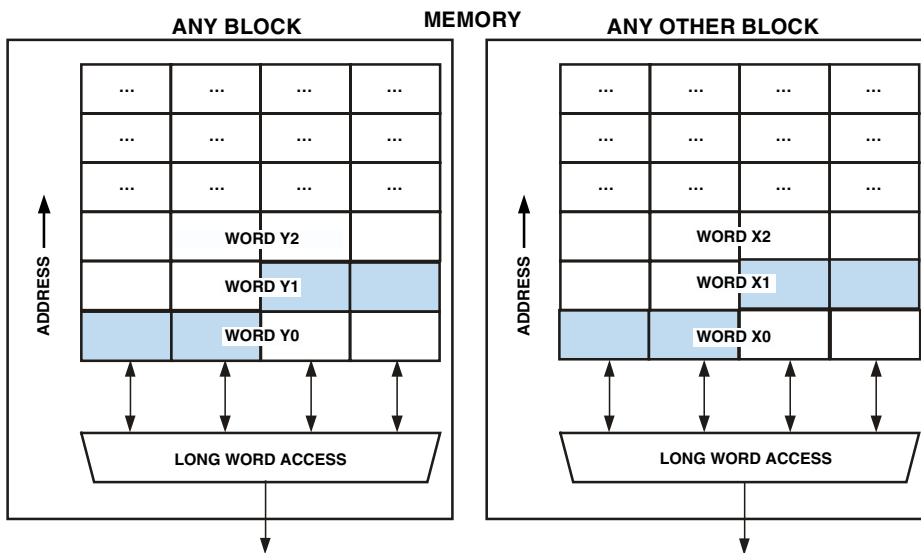 MEMORY
ANY BLOCK
... ... ... ...
... ... ... ...
... ... ... ...
WORD Y2
WORD Y1
WORD Y0
ADDRESS
LONG WORD ACCESS
ANY OTHER BLOCK
... ... ... ...
... ... ... ...
... ... ... ...
WORD X2
WORD X1
WORD X0
ADDRESS
LONG WORD ACCESS